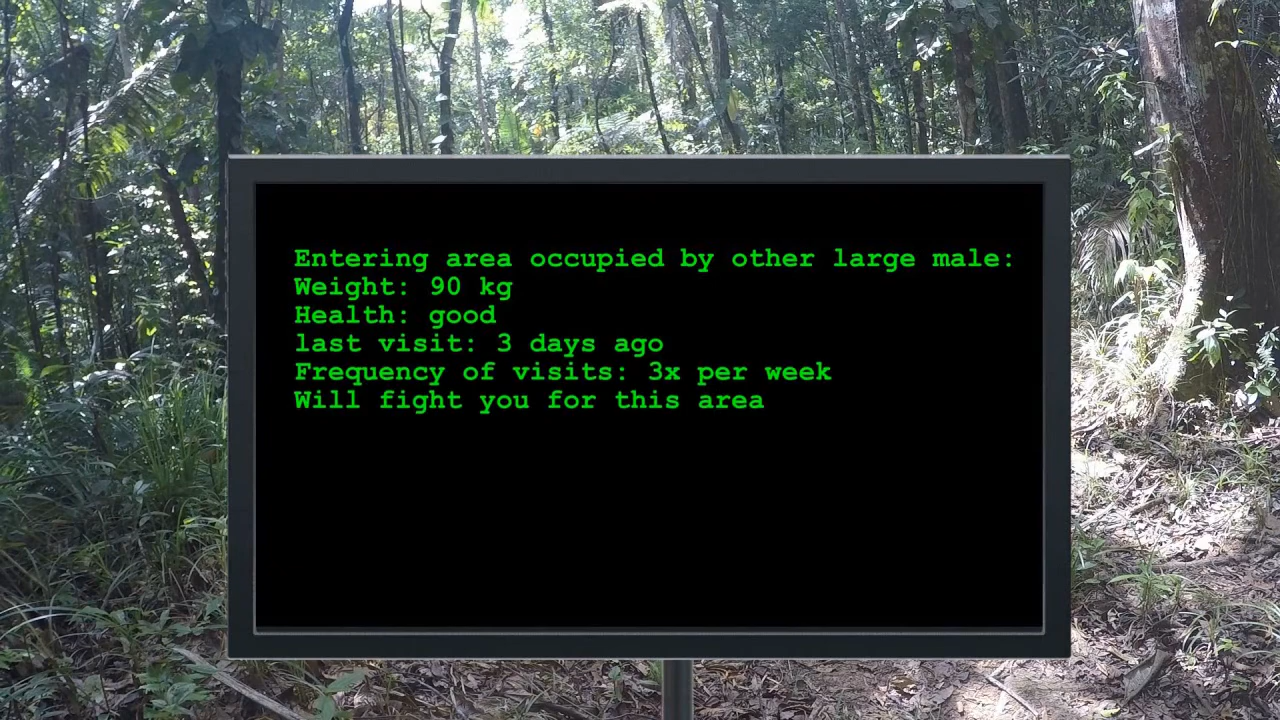 Entering area occupied by other large male:
Weight: 90 kg
Health: good
last visit: 3 days ago
Frequency of visits: 3x per week
Will fight you for this area